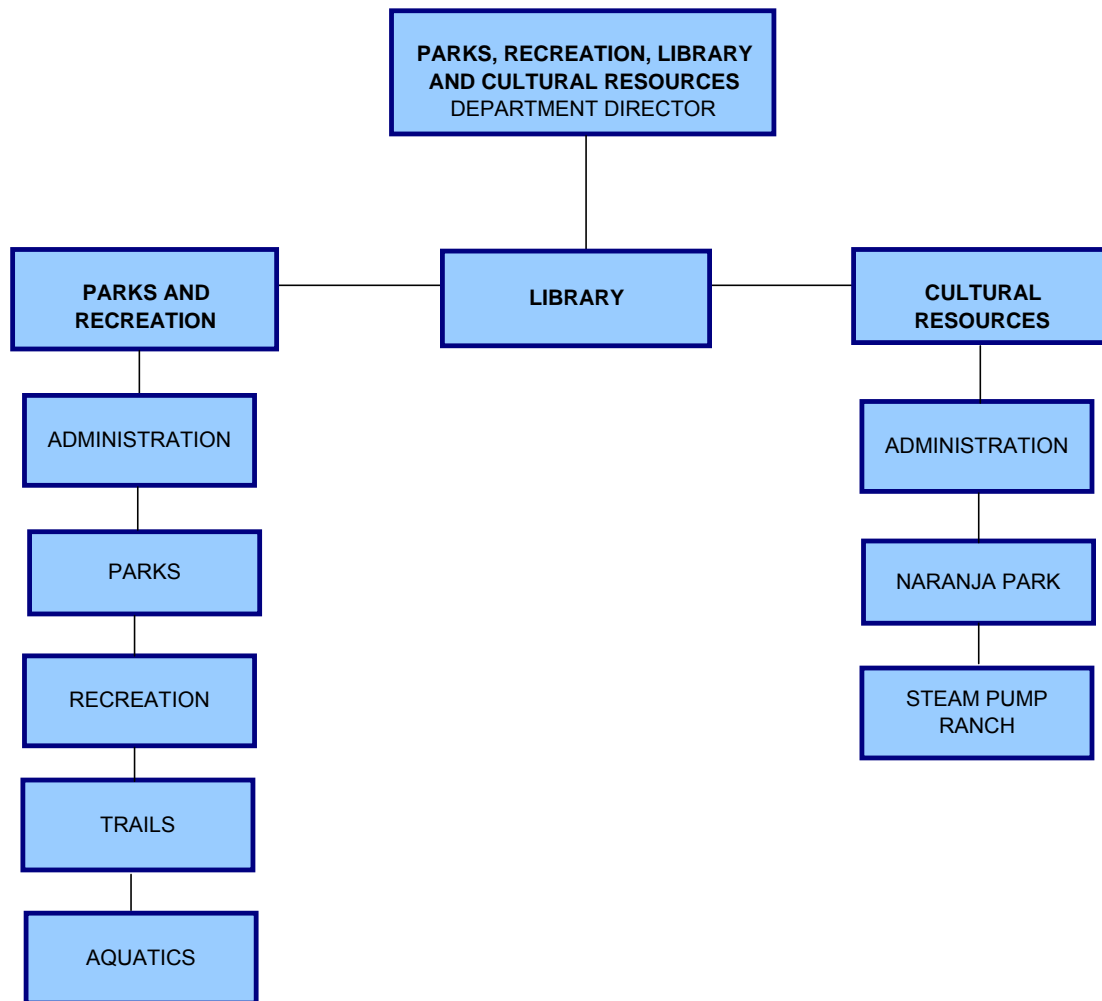 PARKS, RECREATION, LIBRARY
AND CULTURAL RESOURCES
DEPARTMENT DIRECTOR
PARKS AND
RECREATION
LIBRARY
CULTURAL
RESOURCES
ADMINISTRATION
PARKS
RECREATION
TRAILS
AQUATICS
ADMINISTRATION
NARANJA PARK
STEAM PUMP
RANCH